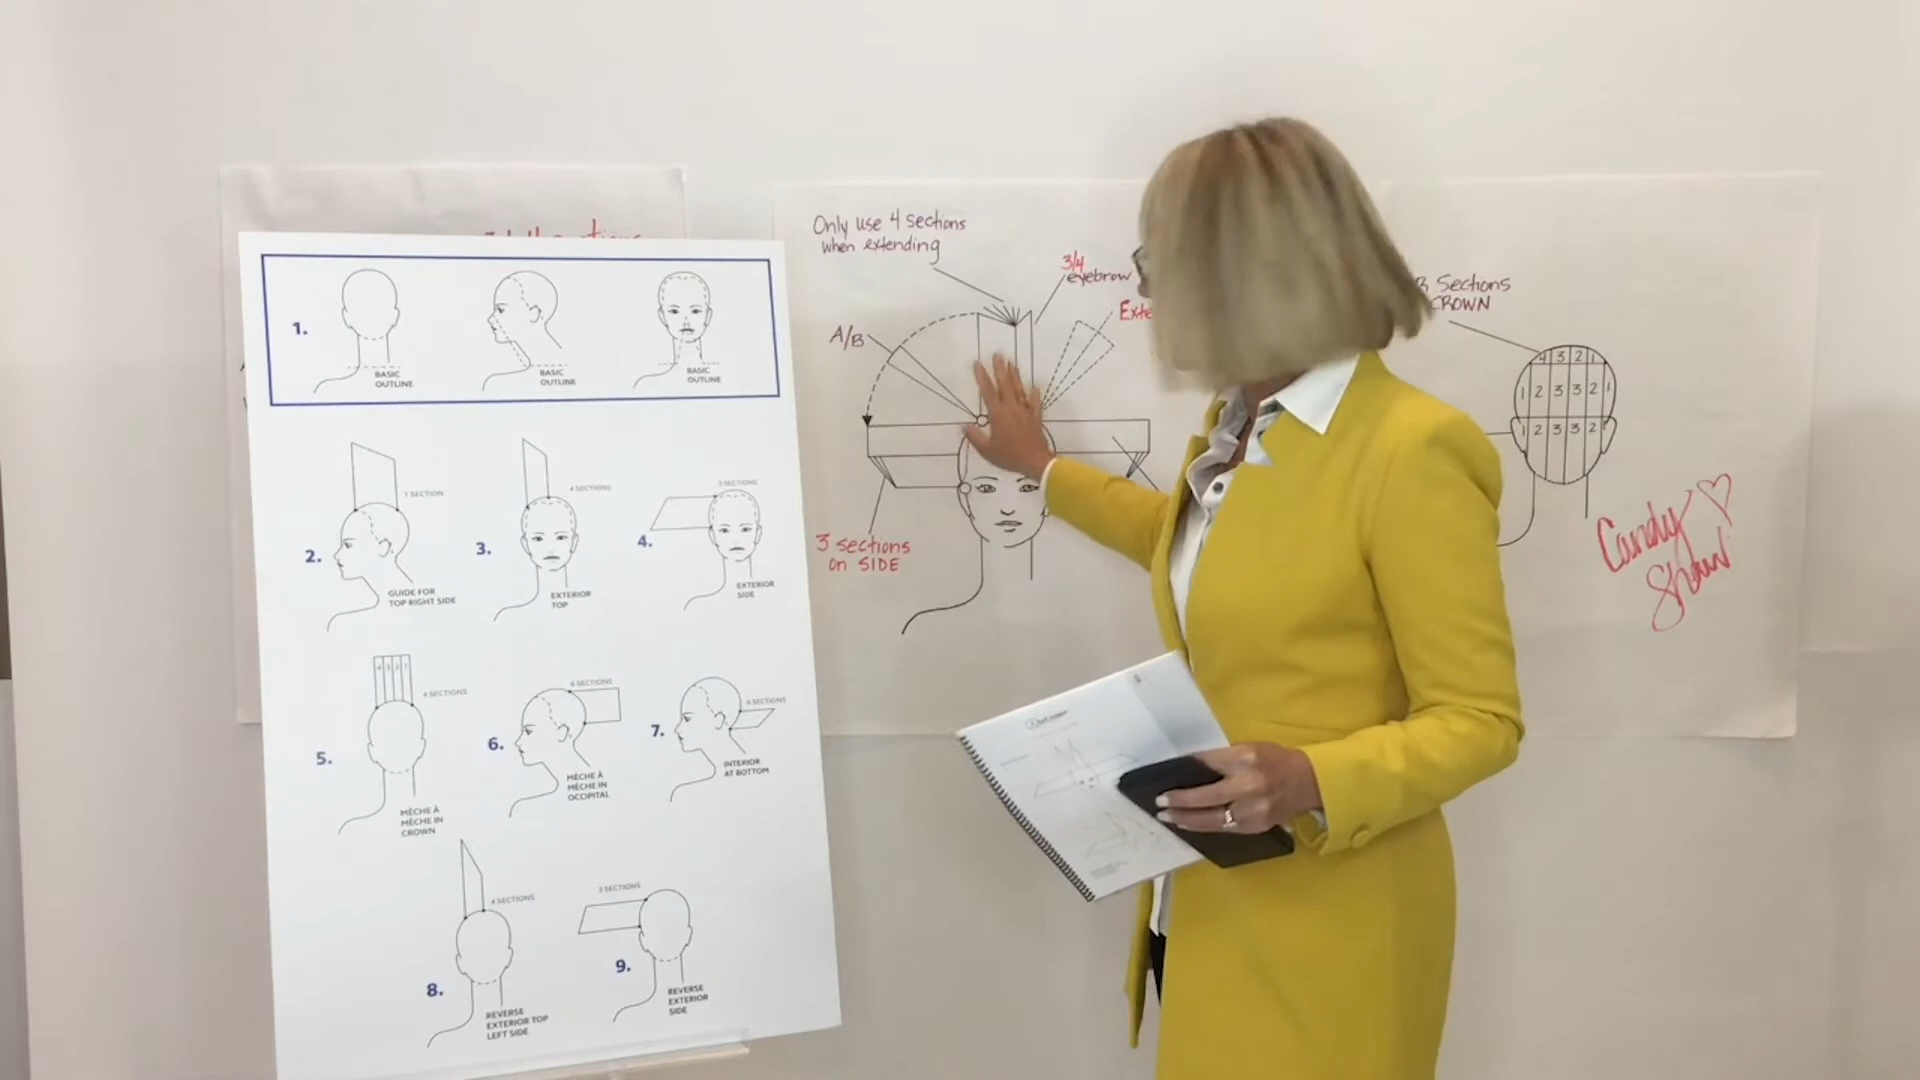 Only use 4 sections
when extending
3/4
eyebrow
A/B
3 sections
on SIDE
Sections
CROWN
4 3 2 1
1 2 3 3 2 1
1 2 3 3 2
Candy
Shaw
1.
BASIC
OUTLINE
BASIC
OUTLINE
BASIC
OUTLINE
1 SECTION
2.
GUIDE FOR
TOP RIGHT SIDE
4 SECTIONS
3.
EXTERIOR
TOP
3 SECTIONS
4.
EXTERIOR
SIDE
4 3 2 1
4 SECTIONS
5.
MÈCHE À
MÈCHE IN
CROWN
6 SECTIONS
6.
MÈCHE À
MÈCHE IN
OCCIPITAL
6 SECTIONS
7.
INTERIOR
AT BOTTOM
4 SECTIONS
8.
REVERSE
EXTERIOR TOP
LEFT SIDE
3 SECTIONS
9.
REVERSE
EXTERIOR
SIDE